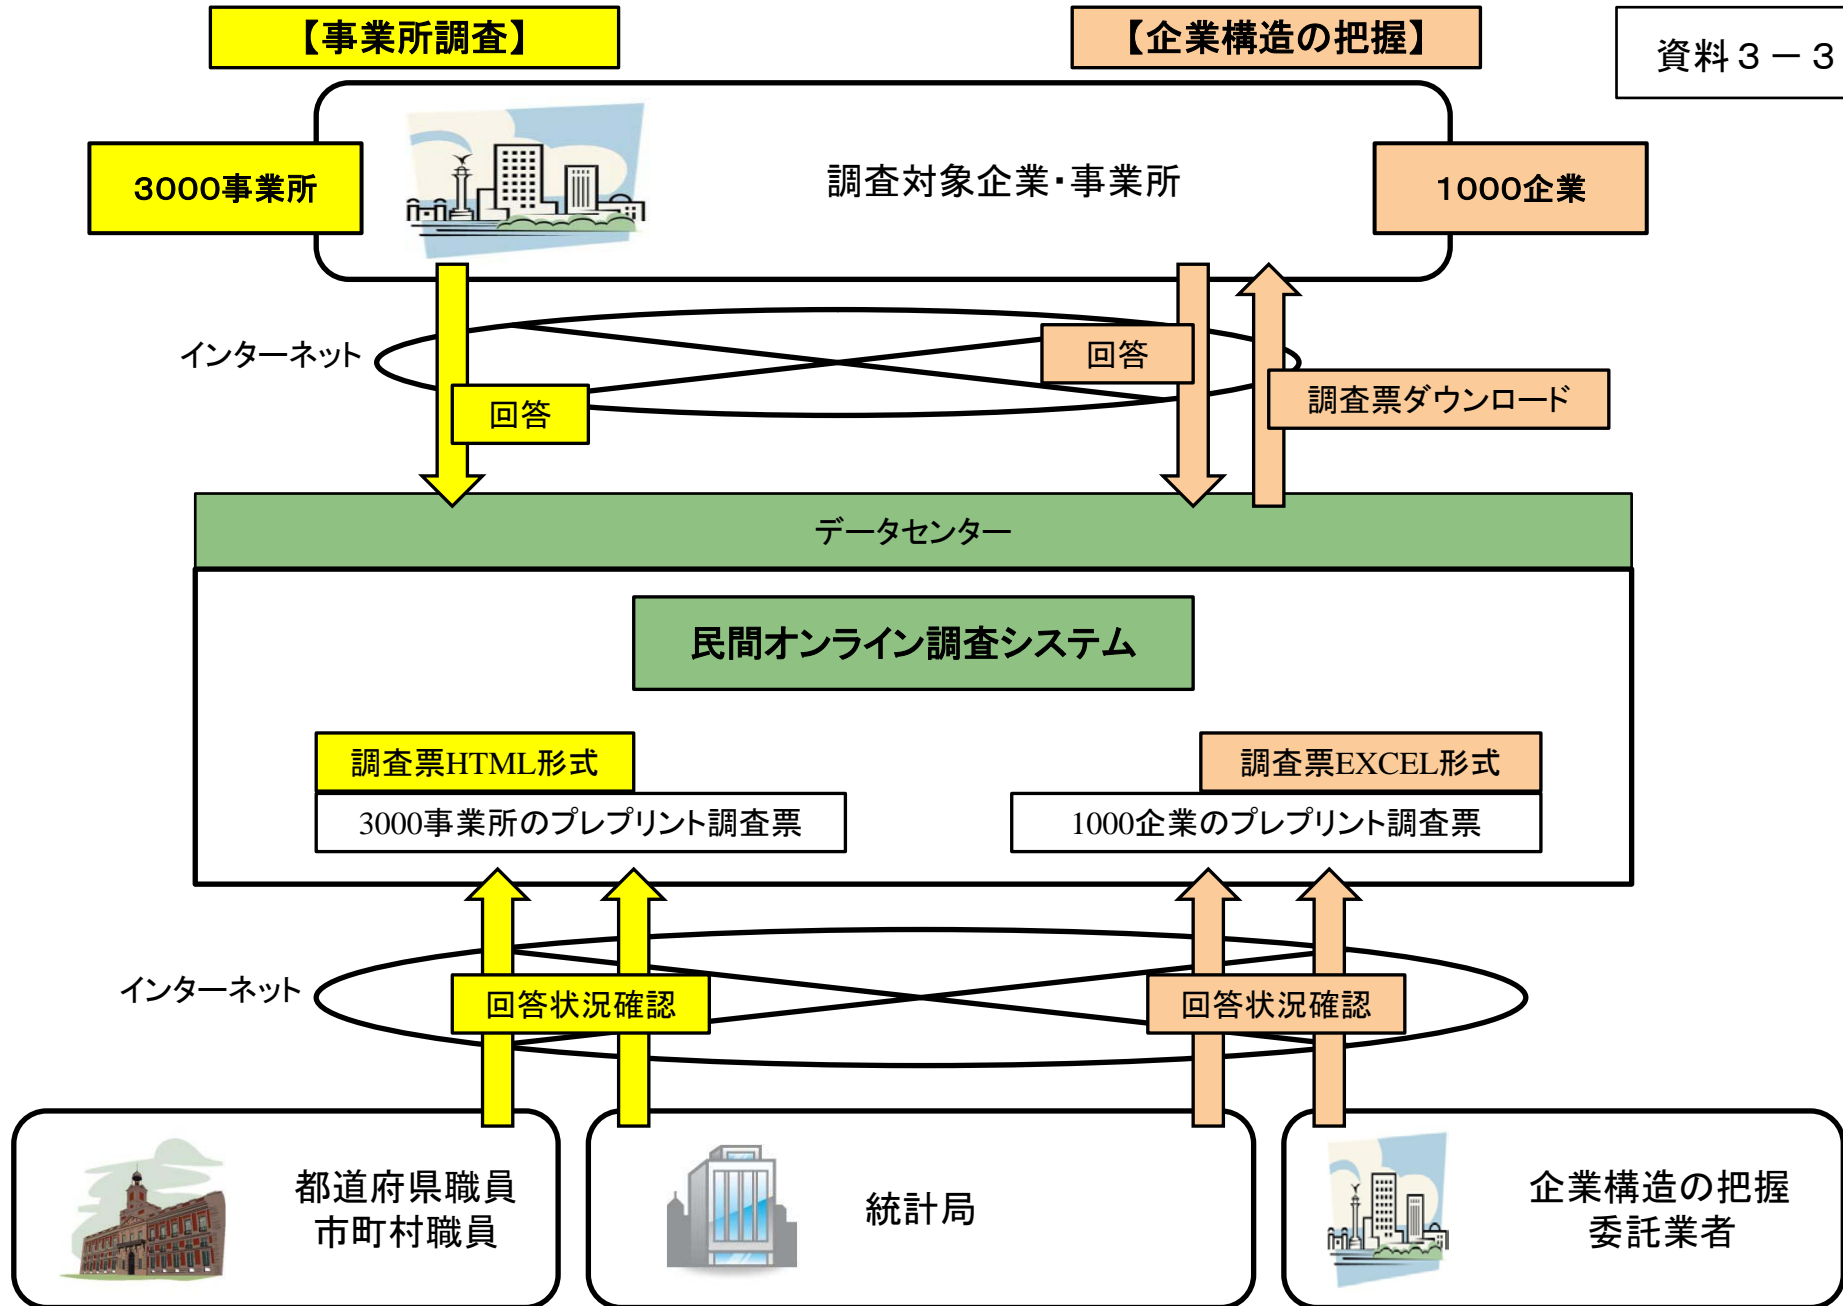 【事業所調査】
【企業構造の把握】
資料3－3
3000事業所
調査対象企業・事業所
1000企業
インターネット
回答
回答
調査票ダウンロード
データセンター
民間オンライン調査システム
調査票HTML形式
調査票EXCEL形式
3000事業所のプレプリント調査票
1000企業のプレプリント調査票
インターネット
回答状況確認
回答状況確認
都道府県職員
市町村職員
統計局
企業構造の把握
委託業者